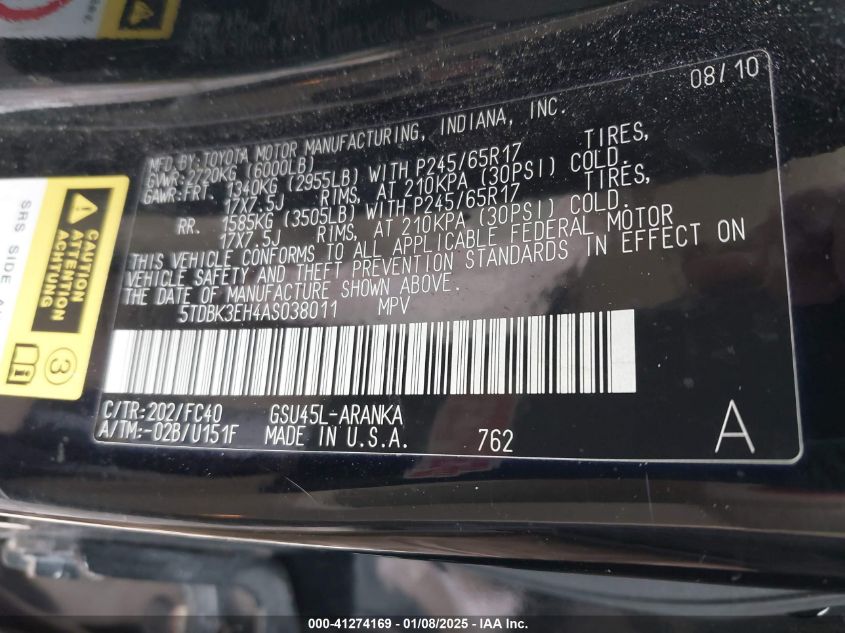 08/10
MFD.BY:TOYOTA MOTOR MANUFACTURING, INDIANA, INC.
GVWR:2720KG (6000LB)
GAWR:FRT. 1340KG (2955LB) WITH P245/65R17 TIRES,
17X7.5J RIMS, AT 210KPA (30PSI) COLD.
RR. 1585KG (3505LB) WITH P245/65R17 TIRES,
17X7.5J RIMS, AT 210KPA (30PSI) COLD.
THIS VEHICLE CONFORMS TO ALL APPLICABLE FEDERAL MOTOR
VEHICLE SAFETY AND THEFT PREVENTION STANDARDS IN EFFECT ON
THE DATE OF MANUFACTURE SHOWN ABOVE.
5TDBK3EH4AS038011 MPV
C/TR:202/FC40 GSU45L-ARANKA
A/TM:-02B/U151F MADE IN U.S.A. 762
A
CAUTION
ATTENTION
ACHTUNG
SRS SIDE
3
000-41274169 - 01/08/2025 - IAA Inc.